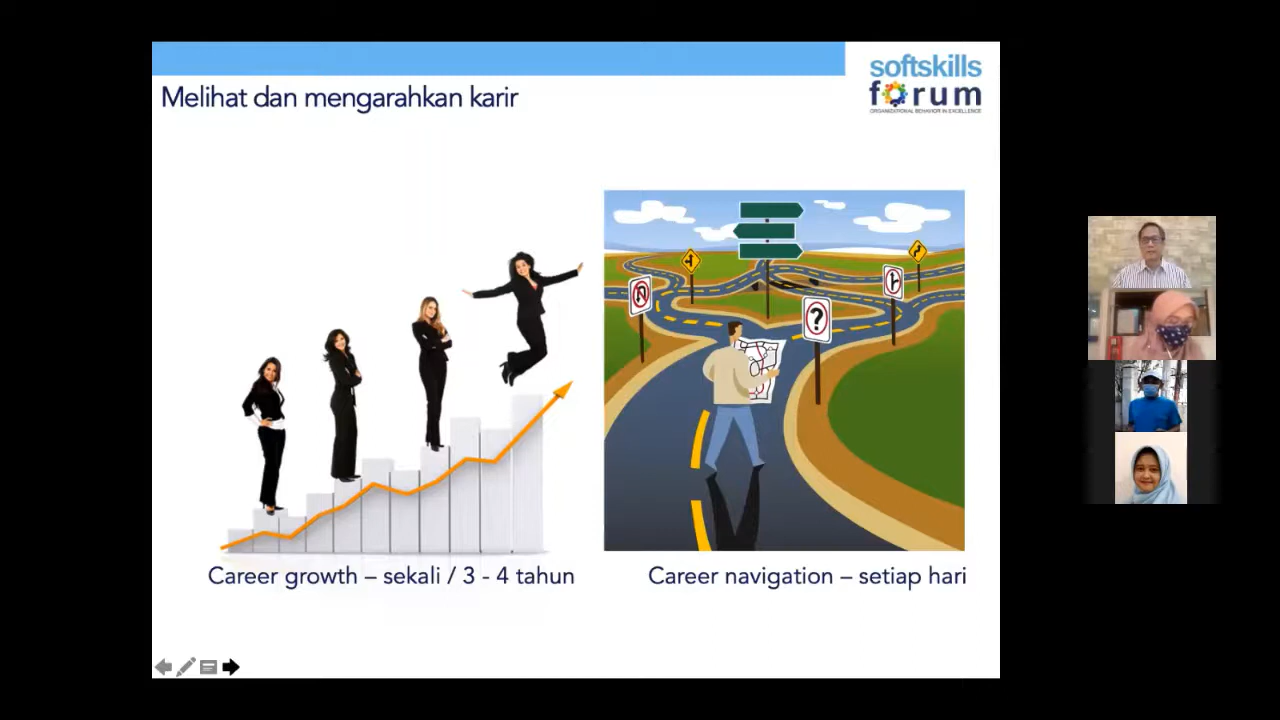 softskills
forum
ORGANIZATIONAL BEHAVIOR IN EXCELLENCE
Melihat dan mengarahkan karir
?
Career growth – sekali / 3 - 4 tahun
Career navigation – setiap hari